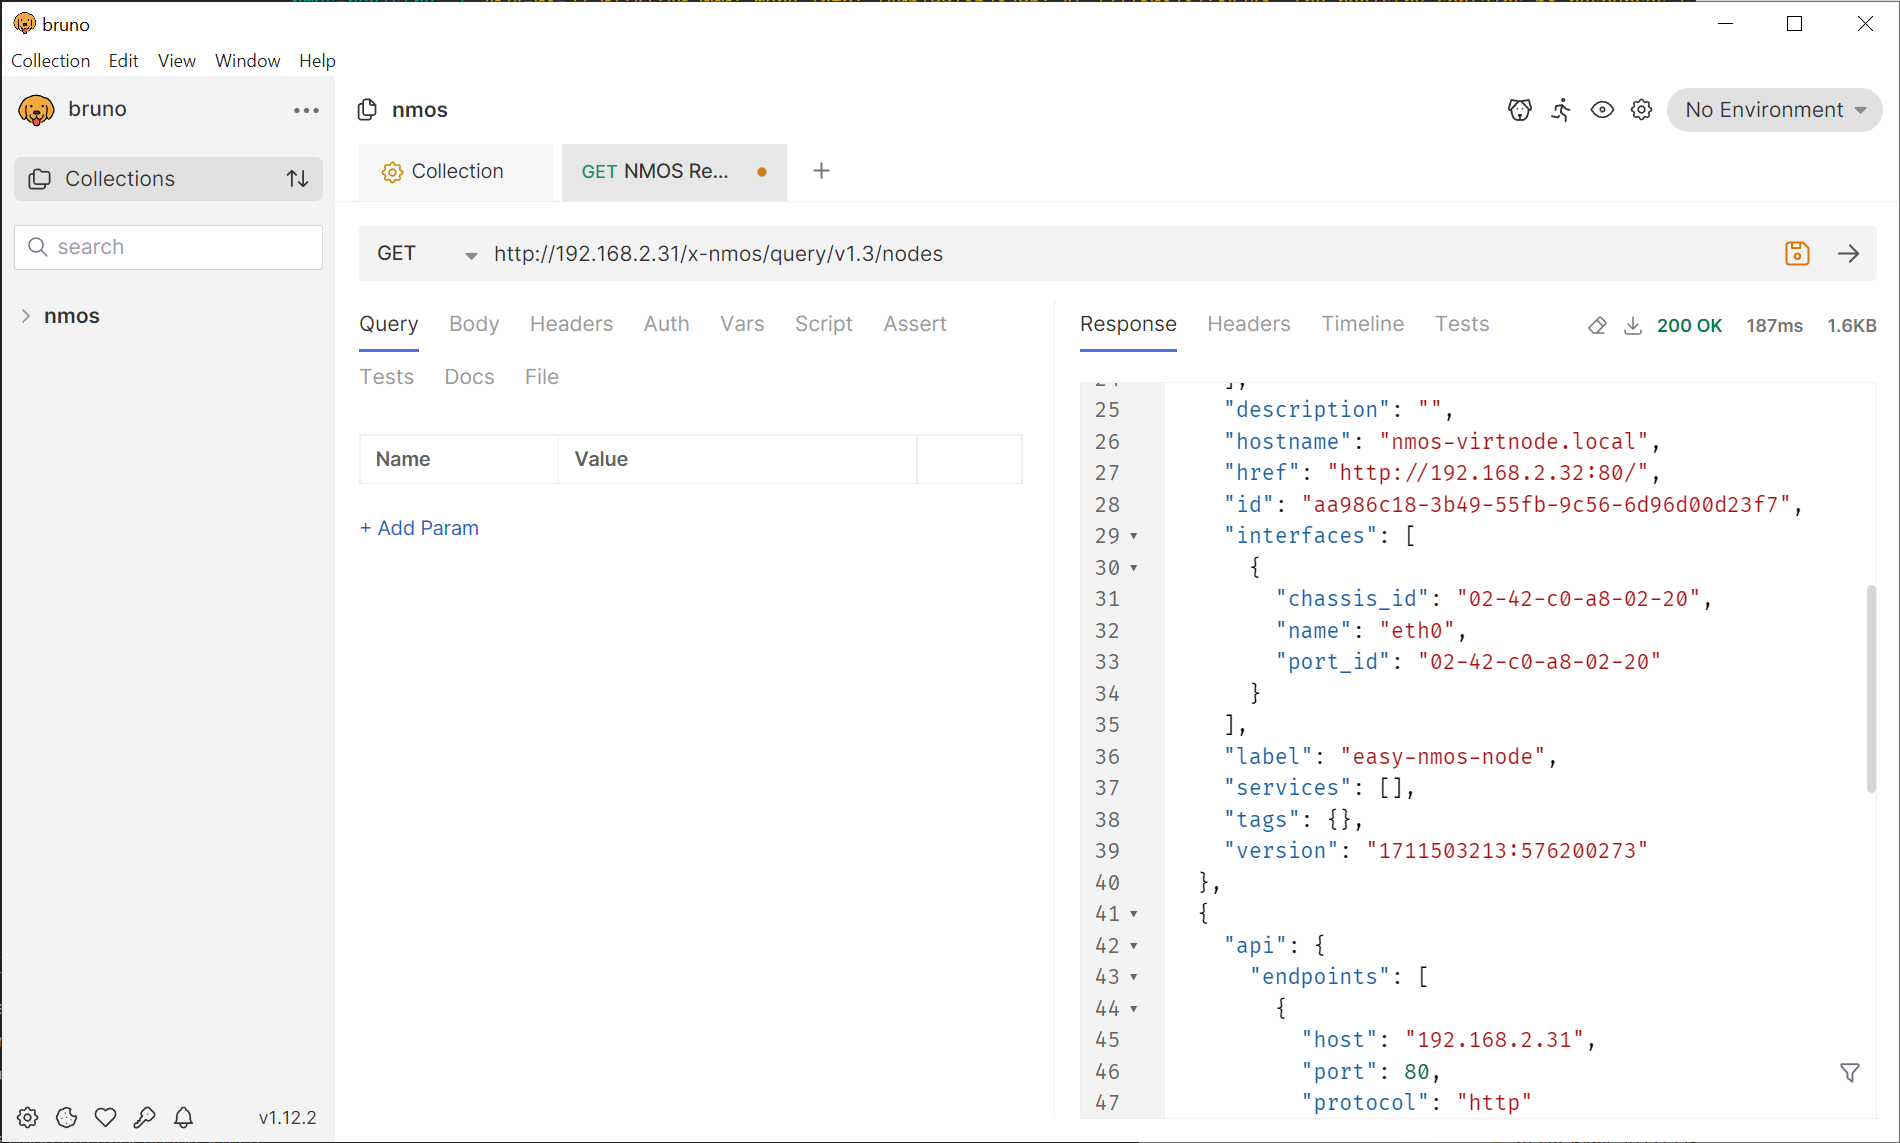 bruno
Collection Edit View Window Help
bruno
nmos
No Environment
Collections
Collection
GET NMOS Re...
search
GET
http://192.168.2.31/x-nmos/query/v1.3/nodes
nmos
Query Body Headers Auth Vars Script Assert
Tests Docs File
Name Value
+ Add Param
Response Headers Timeline Tests
200 OK 187ms 1.6KB
24 ],
25 "description": "",
26 "hostname": "nmos-virtnode.local",
27 "href": "http://192.168.2.32:80/",
28 "id": "aa986c18-3b49-55fb-9c56-6d96d00d23f7",
29 "interfaces": [
30 {
31 "chassis_id": "02-42-c0-a8-02-20",
32 "name": "eth0",
33 "port_id": "02-42-c0-a8-02-20"
34 }
35 ],
36 "label": "easy-nmos-node",
37 "services": [],
38 "tags": {},
39 "version": "1711503213:576200273"
40 },
41 {
42 "api": {
43 "endpoints": [
44 {
45 "host": "192.168.2.31",
46 "port": 80,
47 "protocol": "http"
v1.12.2